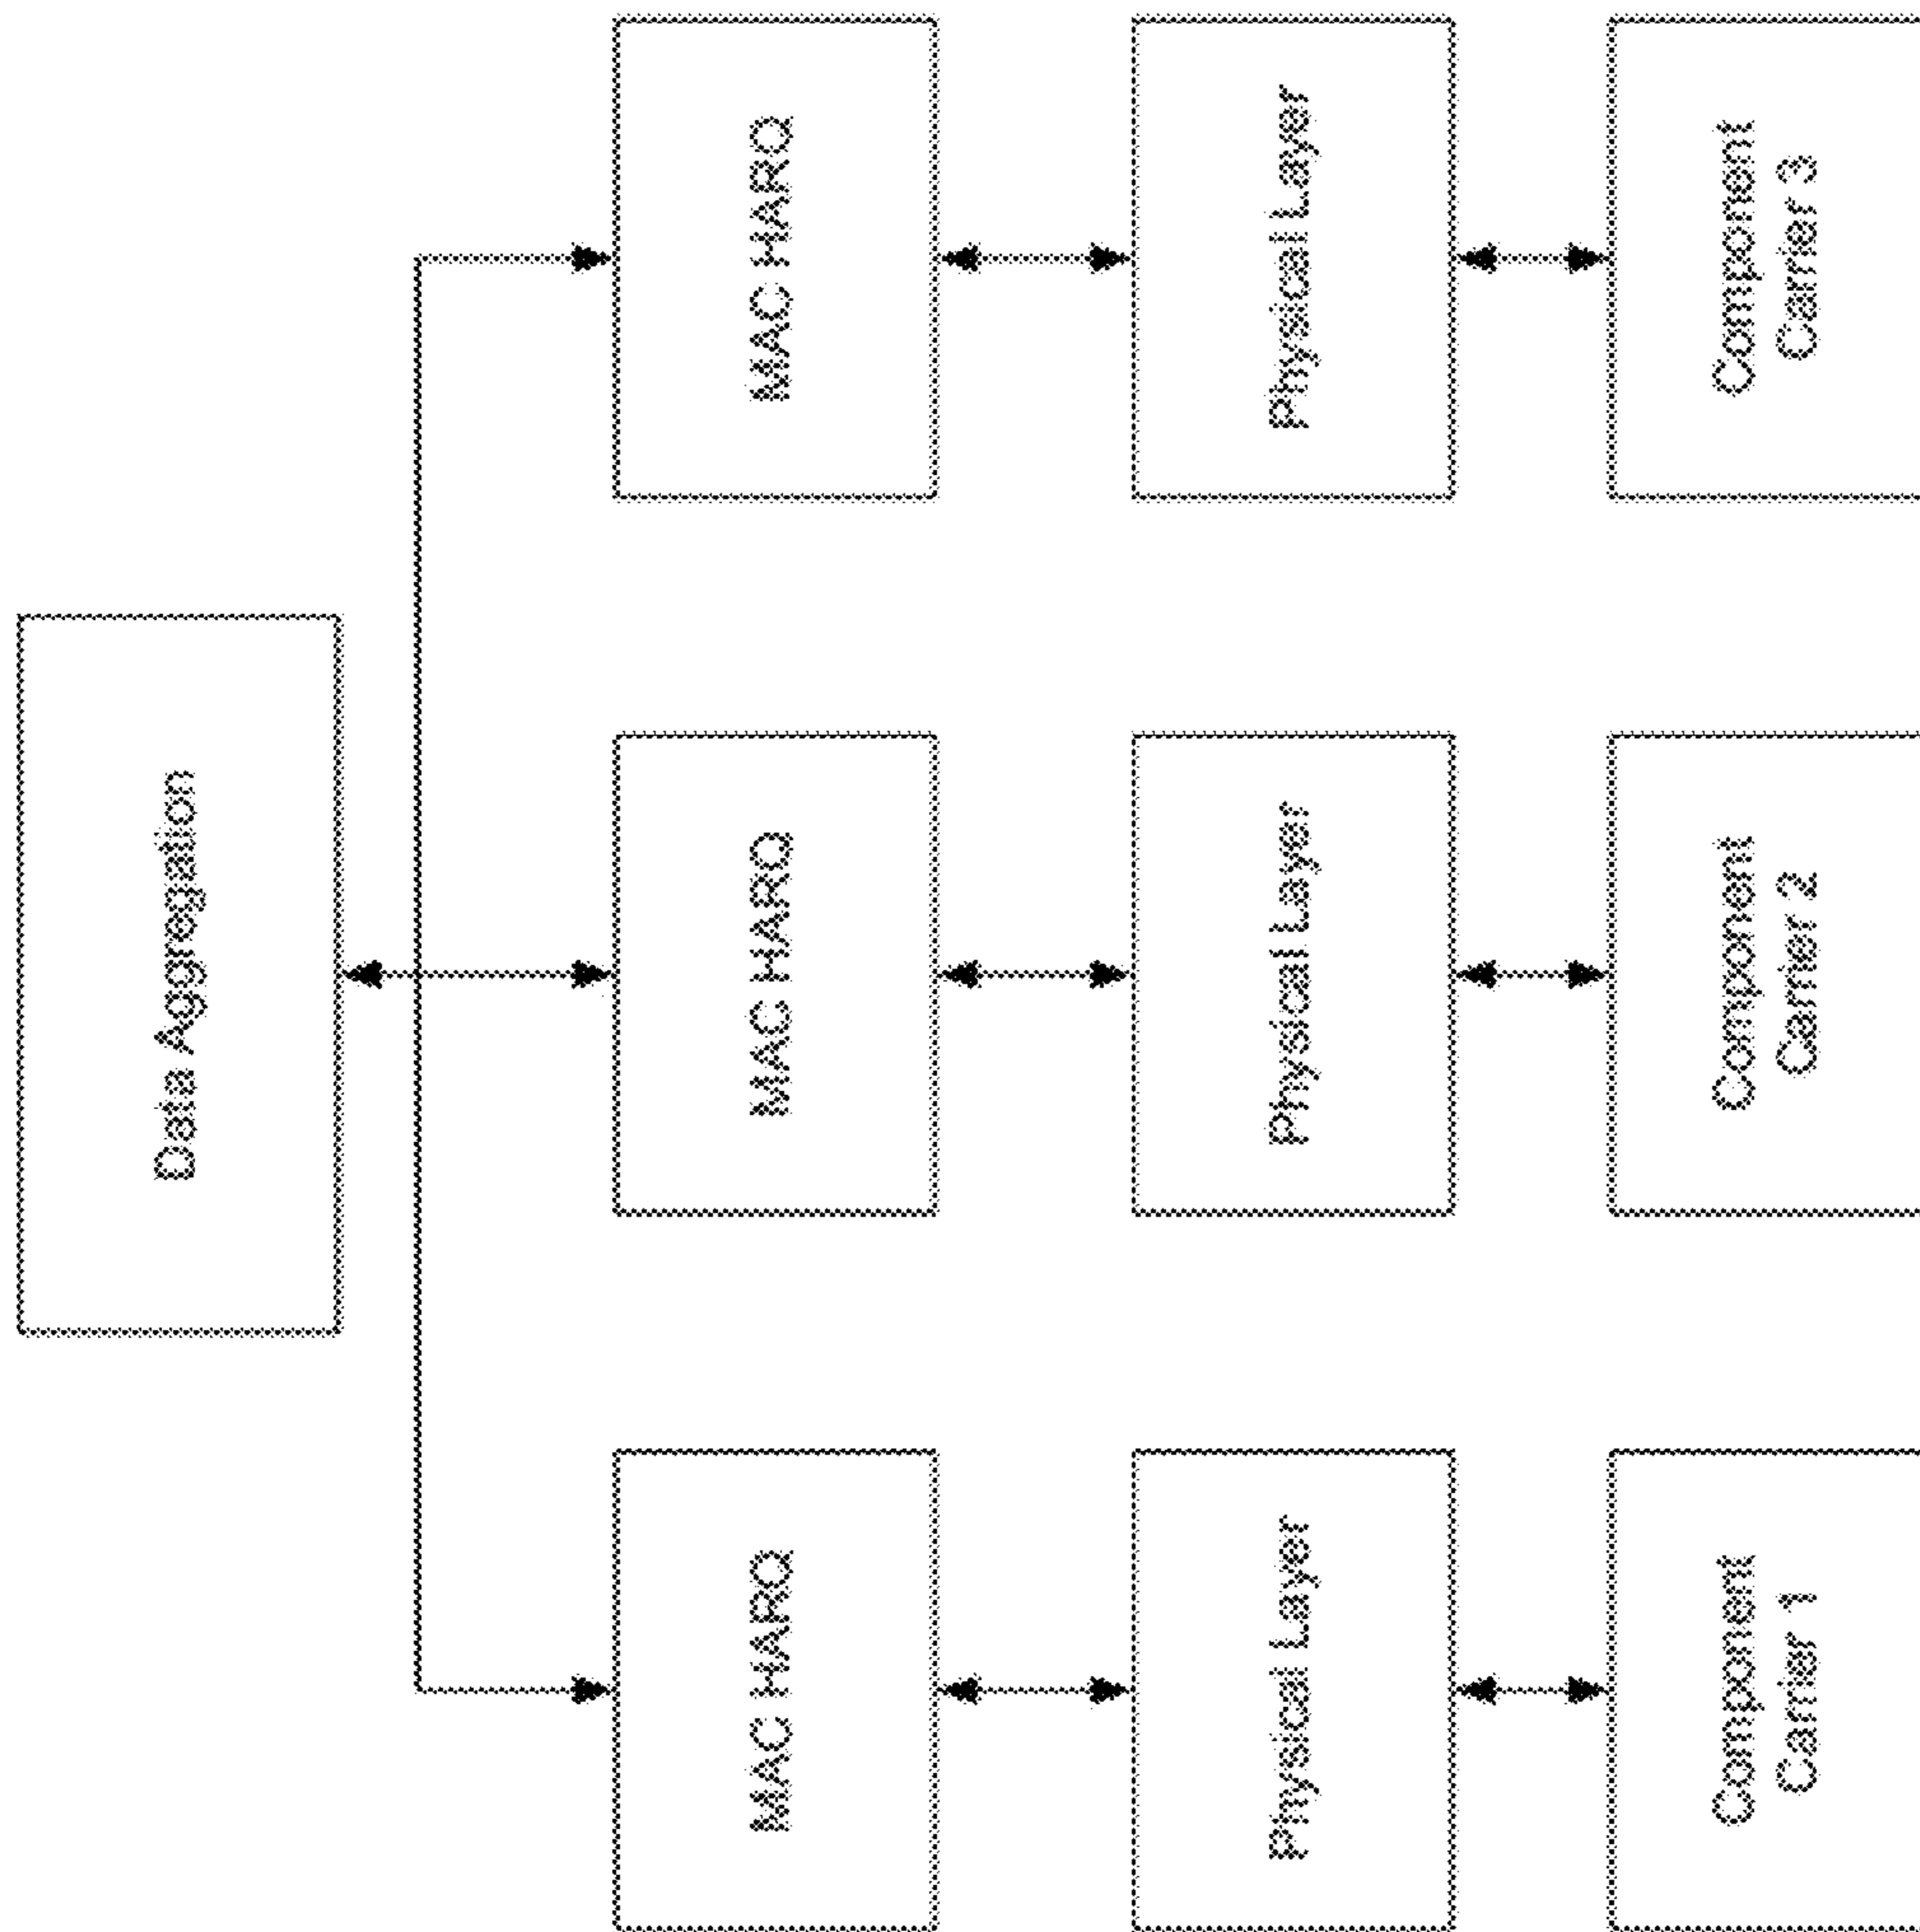 Data Aggregation
MAC HARQ
MAC HARQ
MAC HARQ
Physical Layer
Physical Layer
Physical Layer
Component
Carrier 1
Component
Carrier 2
Component
Carrier 3